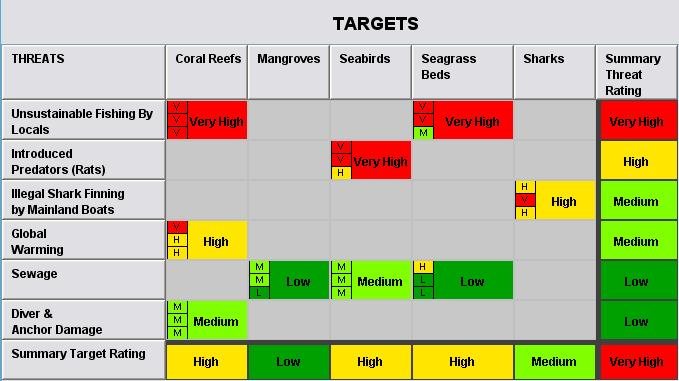 TARGETS
THREATS Coral Reefs Mangroves Seabirds Seagrass Beds Sharks Summary Threat Rating
Unsustainable Fishing By Locals V V V Very High V V M Very High Very High
Introduced Predators (Rats) V V H Very High High
Illegal Shark Finning by Mainland Boats H V H High Medium
Global Warming V H H High Medium
Sewage M M L Low M M M Medium H L L Low Low
Diver & Anchor Damage M M M Medium Low
Summary Target Rating High Low High High Medium Very High